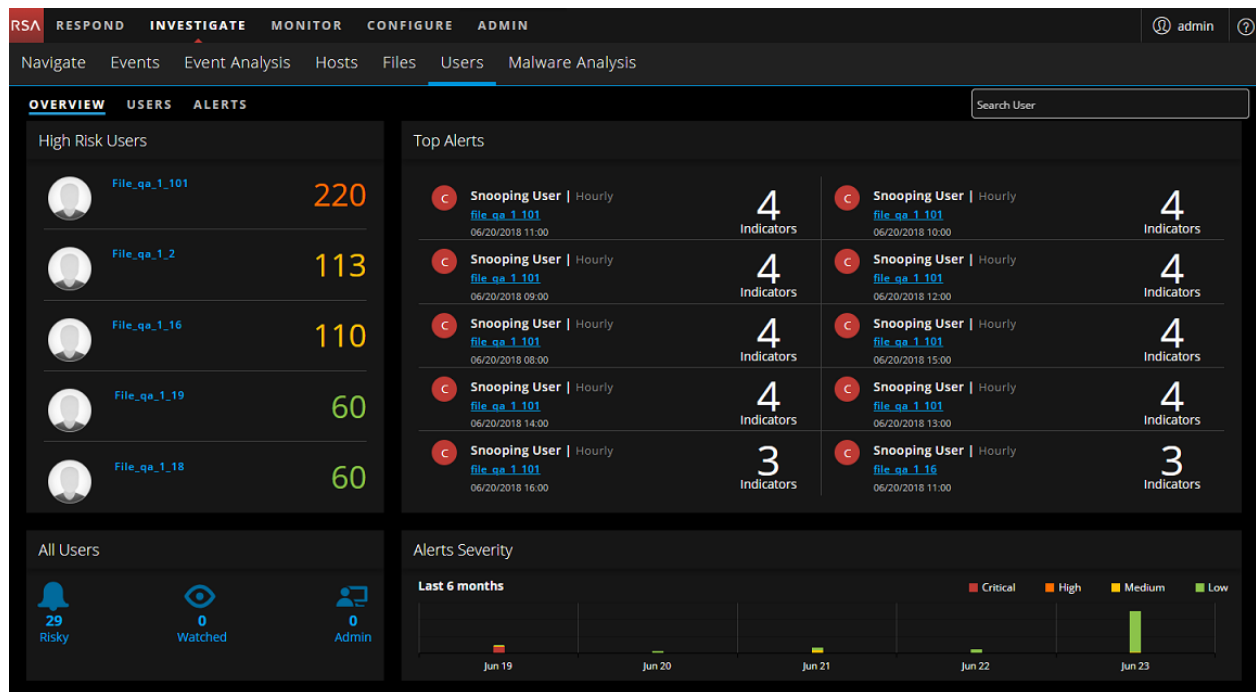 RSA RESPOND INVESTIGATE MONITOR CONFIGURE ADMIN admin ?
Navigate Events Event Analysis Hosts Files Users Malware Analysis
OVERVIEW USERS ALERTS Search User
High Risk Users
File_qa_1_101 220
File_qa_1_2 113
File_qa_1_16 110
File_qa_1_19 60
File_qa_1_18 60
Top Alerts
C Snooping User | Hourly
file_qa_1_101
06/20/2018 11:00
4
Indicators
C Snooping User | Hourly
file_qa_1_101
06/20/2018 10:00
4
Indicators
C Snooping User | Hourly
file_qa_1_101
06/20/2018 09:00
4
Indicators
C Snooping User | Hourly
file_qa_1_101
06/20/2018 12:00
4
Indicators
C Snooping User | Hourly
file_qa_1_101
06/20/2018 08:00
4
Indicators
C Snooping User | Hourly
file_qa_1_101
06/20/2018 15:00
4
Indicators
C Snooping User | Hourly
file_qa_1_101
06/20/2018 14:00
4
Indicators
C Snooping User | Hourly
file_qa_1_101
06/20/2018 13:00
4
Indicators
C Snooping User | Hourly
file_qa_1_101
06/20/2018 16:00
3
Indicators
C Snooping User | Hourly
file_qa_1_16
06/20/2018 11:00
3
Indicators
All Users
29
Risky
0
Watched
0
Admin
Alerts Severity
Last 6 months
Critical High Medium Low
Jun 19 Jun 20 Jun 21 Jun 22 Jun 23